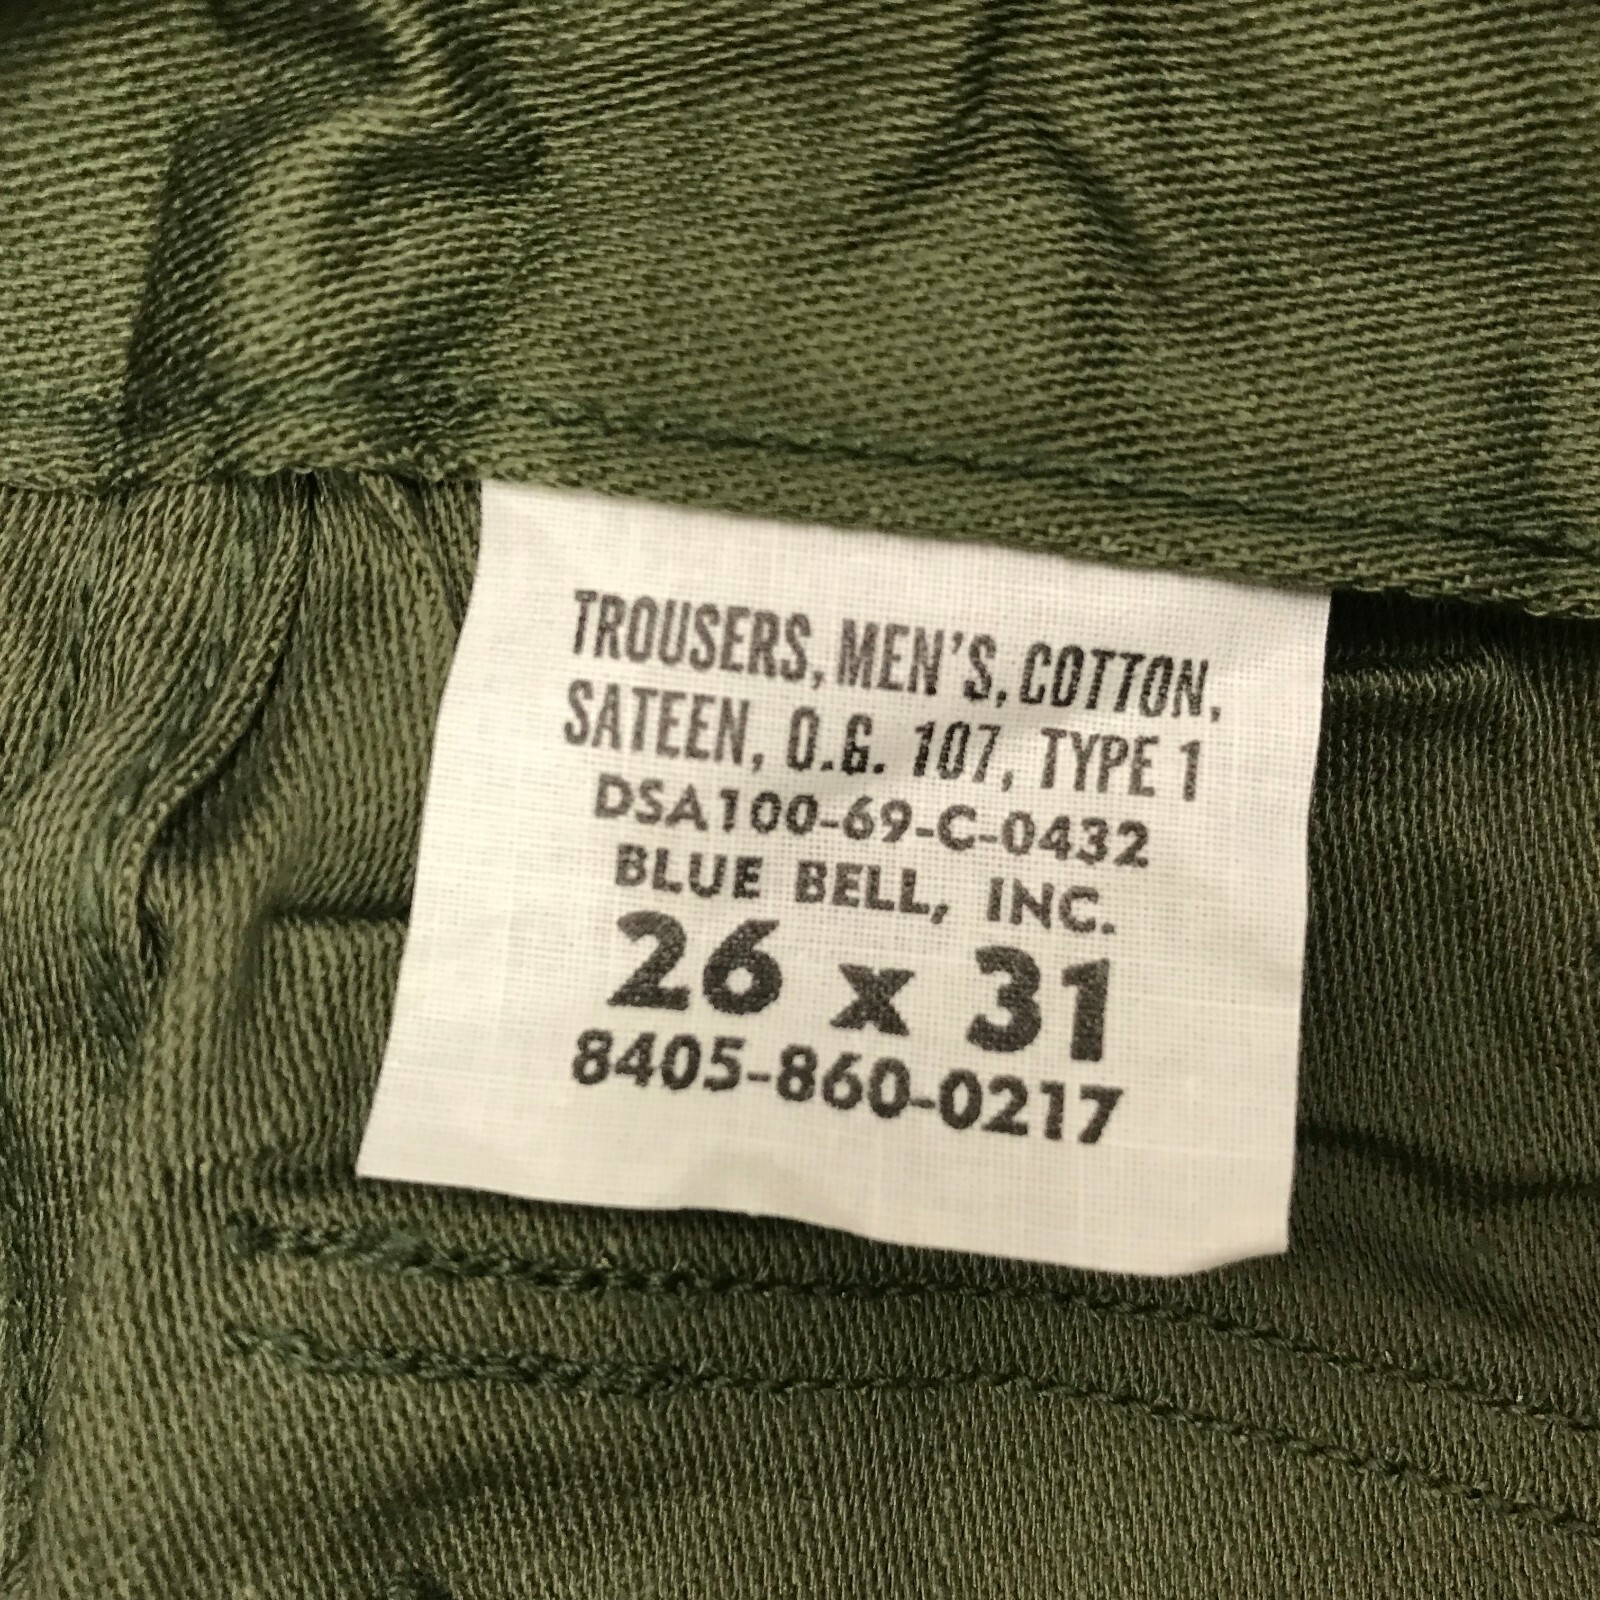 TROUSERS, MEN'S, COTTON,
SATEEN, O.G. 107, TYPE 1
DSA100-69-C-0432
BLUE BELL, INC.
26 x 31
8405-860-0217